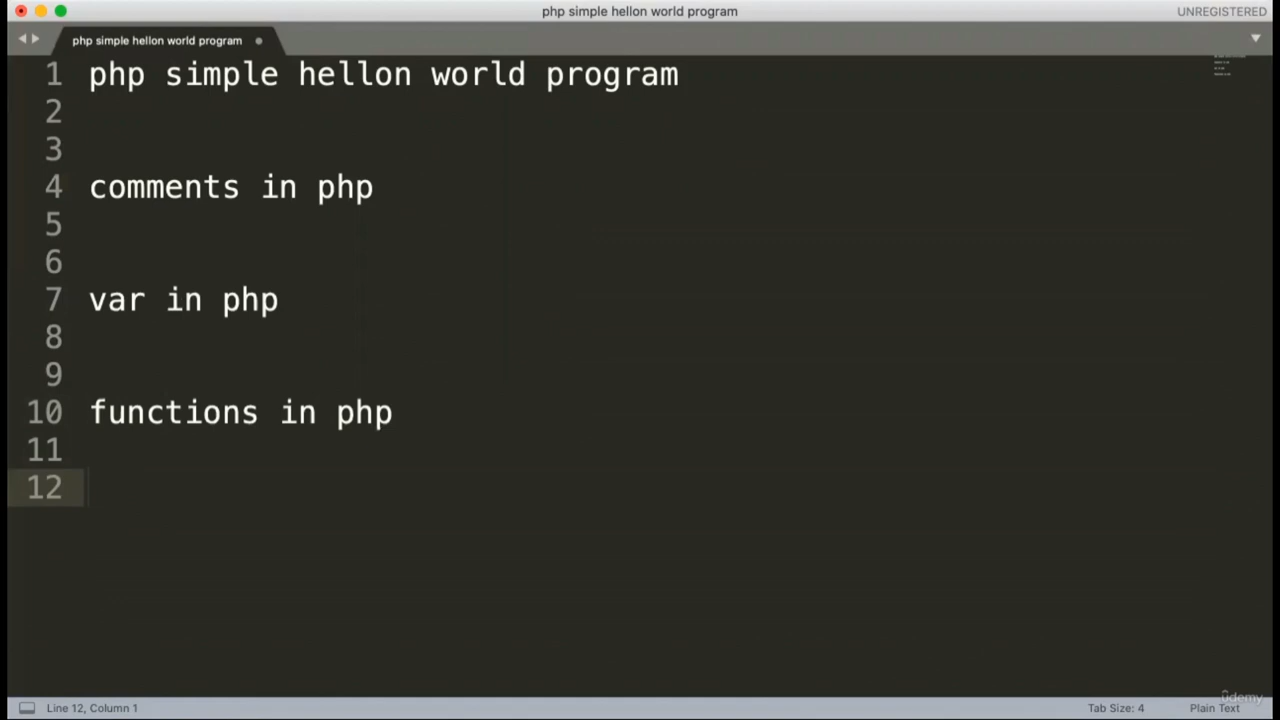 php simple hellon world program
UNREGISTERED
php simple hellon world program
1 php simple hellon world program
2
3
4 comments in php
5
6
7 var in php
8
9
10 functions in php
11
12
ûdemy
Line 12, Column 1
Tab Size: 4
Plain Text